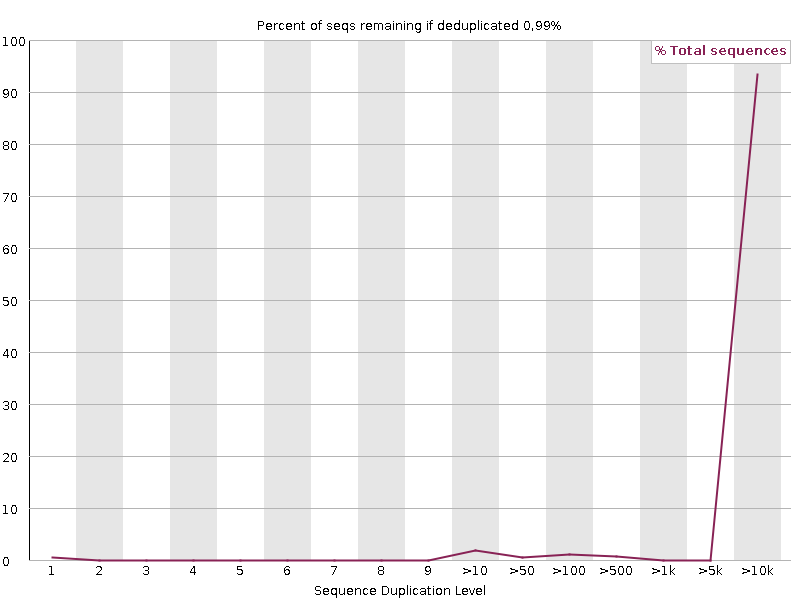 Percent of seqs remaining if deduplicated 0,99%
% Total sequences
100
90
80
70
60
50
40
30
20
10
0
1 2 3 4 5 6 7 8 9 >10 >50 >100 >500 >1k >5k >10k
Sequence Duplication Level